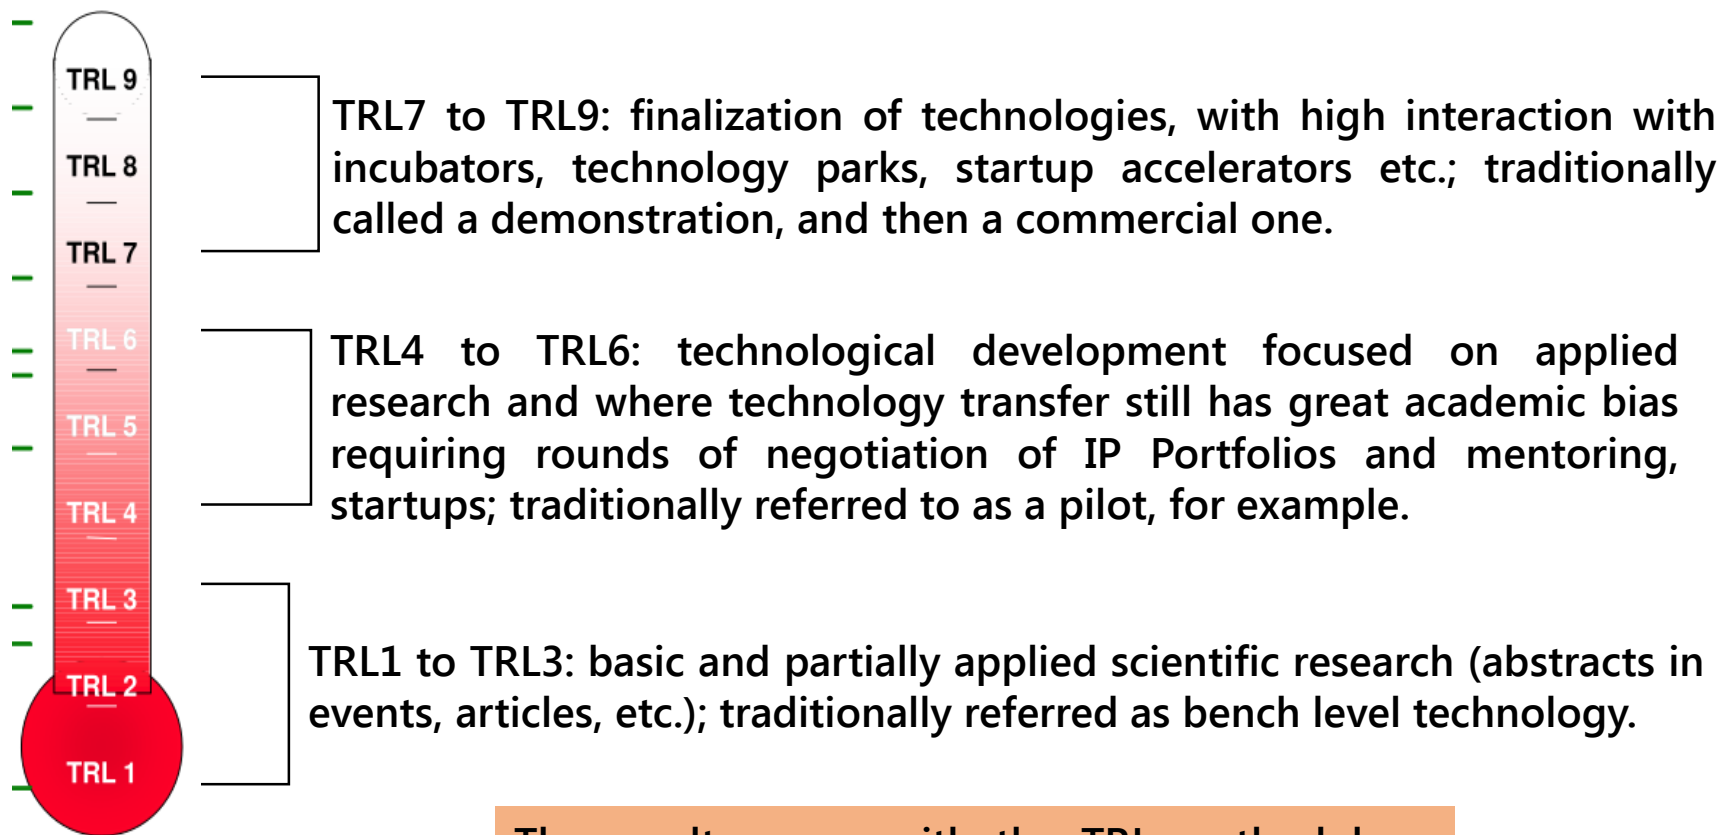 TRL 9
TRL 8
TRL 7
TRL 6
TRL 5
TRL 4
TRL 3
TRL 2
TRL 1
TRL7 to TRL9: finalization of technologies, with high interaction with
incubators, technology parks, startup accelerators etc.; traditionally
called a demonstration, and then a commercial one.
TRL4 to TRL6: technological development focused on applied
research and where technology transfer still has great academic bias
requiring rounds of negotiation of IP Portfolios and mentoring,
startups; traditionally referred to as a pilot, for example.
TRL1 to TRL3: basic and partially applied scientific research (abstracts in
events, articles, etc.); traditionally referred as bench level technology.